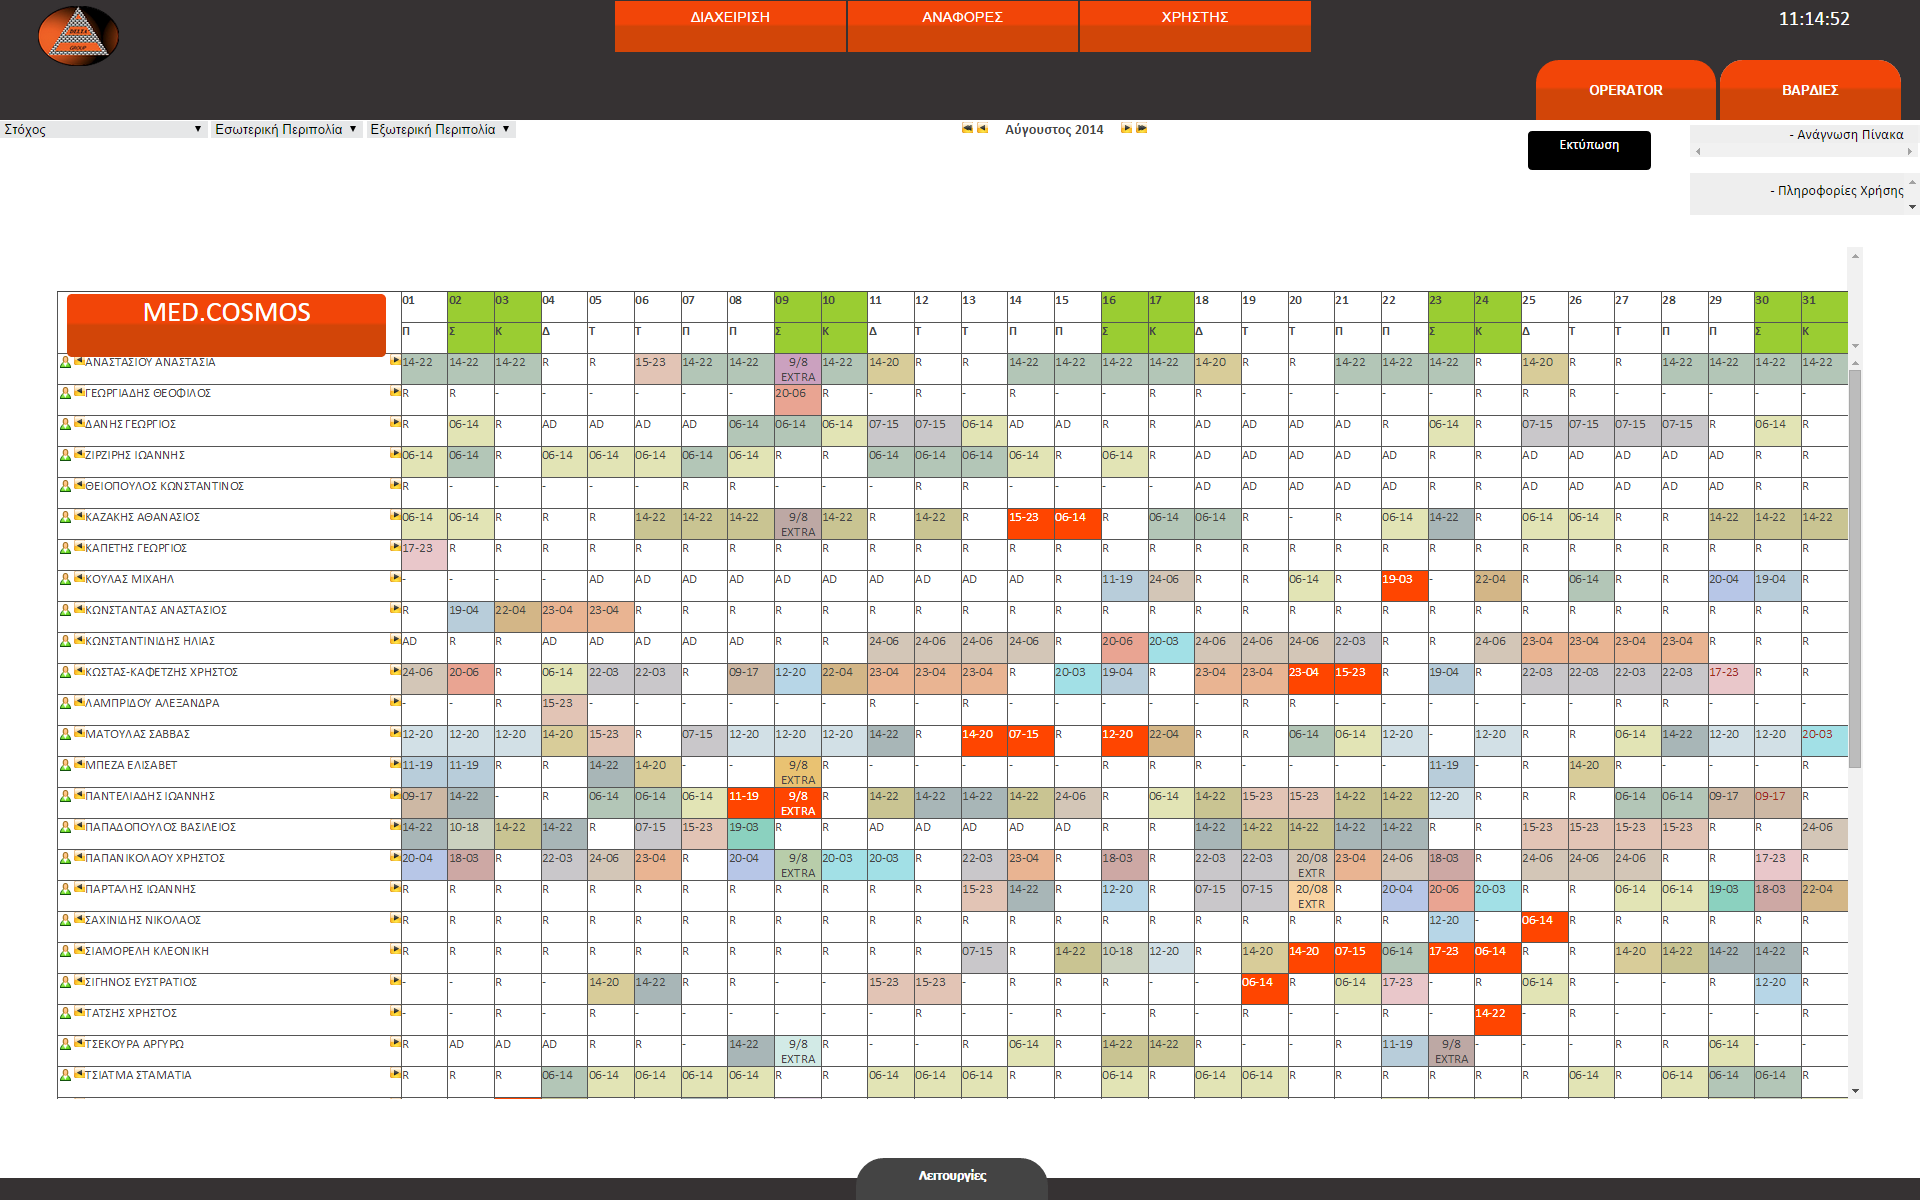 DELTA
GROUP
ΔΙΑΧΕΙΡΙΣΗ ΑΝΑΦΟΡΕΣ ΧΡΗΣΤΗΣ
11:14:52
OPERATOR ΒΑΡΔΙΕΣ
Στόχος Εσωτερική Περιπολία Εξωτερική Περιπολία
Αύγουστος 2014
Εκτύπωση
- Ανάγνωση Πίνακα
- Πληροφορίες Χρήσης
MED.COSMOS
01 02 03 04 05 06 07 08 09 10 11 12 13 14 15 16 17 18 19 20 21 22 23 24 25 26 27 28 29 30 31
Π Σ Κ Δ Τ Τ Π Π Σ Κ Δ Τ Τ Π Π Σ Κ Δ Τ Τ Π Π Σ Κ Δ Τ Τ Π Π Σ Κ
ΑΝΑΣΤΑΣΙΟΥ ΑΝΑΣΤΑΣΙΑ 14-22 14-22 14-22 R R 15-23 14-22 14-22 9/8 EXTRA 14-22 14-20 R R 14-22 14-22 14-22 14-22 14-20 R R 14-22 14-22 14-22 R 14-20 R R 14-22 14-22 14-22 14-22
ΓΕΩΡΓΙΑΔΗΣ ΘΕΟΦΙΛΟΣ R R - - - - - - 20-06 R - R - R - R R - - - - - - R R R - - - - -
ΔΑΝΗΣ ΓΕΩΡΓΙΟΣ R 06-14 R AD AD AD AD 06-14 06-14 06-14 07-15 07-15 06-14 AD AD R R AD AD AD AD R 06-14 R 07-15 07-15 07-15 07-15 R 06-14 R
ΖΙΡΖΙΡΗΣ ΙΩΑΝΝΗΣ 06-14 06-14 R 06-14 06-14 06-14 06-14 06-14 R R 06-14 06-14 06-14 06-14 R 06-14 R AD AD AD AD AD R R AD AD AD AD AD R R
ΘΕΙΟΠΟΥΛΟΣ ΚΩΝΣΤΑΝΤΙΝΟΣ R - - - - - R R - - - R R - - - - AD AD AD AD AD R R AD AD AD AD AD R R
ΚΑΖΑΚΗΣ ΑΘΑΝΑΣΙΟΣ 06-14 06-14 R R R 14-22 14-22 14-22 9/8 EXTRA 14-22 R 14-22 R 15-23 06-14 R 06-14 06-14 R - R 06-14 14-22 R 06-14 06-14 R R 14-22 14-22 14-22
ΚΑΠΕΤΗΣ ΓΕΩΡΓΙΟΣ 17-23 R R R R R R R R R R R R R R R R R R R R R R R R R R R R R R
ΚΟΥΛΑΣ ΜΙΧΑΗΛ - - - - AD AD AD AD AD AD AD AD AD AD R 11-19 24-06 R R 06-14 R 19-03 - 22-04 R 06-14 R R 20-04 19-04 R
ΚΩΝΣΤΑΝΤΑΣ ΑΝΑΣΤΑΣΙΟΣ R 19-04 22-04 23-04 23-04 R R R R R R R R R R R R R R R R R R R R R R R R R R
ΚΩΝΣΤΑΝΤΙΝΙΔΗΣ ΗΛΙΑΣ AD R R AD AD AD AD AD R R 24-06 24-06 24-06 24-06 R 20-06 20-03 24-06 24-06 24-06 22-03 R R 24-06 23-04 23-04 23-04 23-04 R R R
ΚΩΣΤΑΣ-ΚΑΦΕΤΖΗΣ ΧΡΗΣΤΟΣ 24-06 20-06 R 06-14 22-03 22-03 R 09-17 12-20 22-04 23-04 23-04 23-04 R 20-03 19-04 R 23-04 23-04 23-04 15-23 R 19-04 R 22-03 22-03 22-03 22-03 17-23 R R
ΛΑΜΠΡΙΔΟΥ ΑΛΕΞΑΝΔΡΑ - - R 15-23 - - - - - - R - R - - - - - R R - - - - - - R R - - -
ΜΑΤΟΥΛΑΣ ΣΑΒΒΑΣ 12-20 12-20 12-20 14-20 15-23 R 07-15 12-20 12-20 12-20 14-22 R 14-20 07-15 R 12-20 22-04 R R 06-14 06-14 12-20 - 12-20 R R 06-14 14-22 12-20 12-20 20-03
ΜΠΕΖΑ ΕΛΙΣΑΒΕΤ 11-19 11-19 R R 14-22 14-20 - - 9/8 EXTRA R - - - - - R R R - - - - 11-19 - R 14-20 R - - - R
ΠΑΝΤΕΛΙΑΔΗΣ ΙΩΑΝΝΗΣ 09-17 14-22 - R 06-14 06-14 06-14 11-19 9/8 EXTRA R 14-22 14-22 14-22 14-22 24-06 R 06-14 14-22 15-23 15-23 14-22 14-22 12-20 R R R 06-14 06-14 09-17 09-17 R
ΠΑΠΑΔΟΠΟΥΛΟΣ ΒΑΣΙΛΕΙΟΣ 14-22 10-18 14-22 14-22 R 07-15 15-23 19-03 R R AD AD AD AD AD R R 14-22 14-22 14-22 14-22 14-22 R R 15-23 15-23 15-23 15-23 R R 24-06
ΠΑΠΑΝΙΚΟΛΑΟΥ ΧΡΗΣΤΟΣ 20-04 18-03 R 22-03 24-06 23-04 R 20-04 9/8 EXTRA 20-03 20-03 R 22-03 23-04 R 18-03 R 22-03 22-03 20/08 EXTR 23-04 24-06 18-03 R 24-06 24-06 24-06 R R 17-23 R
ΠΑΡΤΑΛΗΣ ΙΩΑΝΝΗΣ R R R R R R R R R R R R 15-23 14-22 R 12-20 R 07-15 07-15 20/08 EXTR R 20-04 20-06 20-03 R R 06-14 06-14 19-03 18-03 22-04
ΣΑΧΙΝΙΔΗΣ ΝΙΚΟΛΑΟΣ R R R R R R R R R R R R R R R R R R R R R R 12-20 - 06-14 R R R R R R
ΣΙΑΜΟΡΕΛΗ ΚΛΕΟΝΙΚΗ R R R R R R R R R R R R 07-15 R 14-22 10-18 12-20 R 14-20 14-20 07-15 06-14 17-23 06-14 R R 14-20 14-22 14-22 14-22 R
ΣΙΓΗΝΟΣ ΕΥΣΤΡΑΤΙΟΣ - - R - 14-20 14-22 R R - - 15-23 15-23 - R R R - - 06-14 R 06-14 17-23 - R 06-14 R - - R 12-20 R
ΤΑΤΣΗΣ ΧΡΗΣΤΟΣ - - R - R - - - - - - R - - R - R - R - - R - 14-22 - R - - - - R
ΤΣΕΚΟΥΡΑ ΑΡΓΥΡΩ R AD AD AD R R - 14-22 9/8 EXTRA R - - R 06-14 R 14-22 14-22 R - - R 11-19 9/8 EXTRA - - - R R 06-14 - -
ΤΣΙΑΤΜΑ ΣΤΑΜΑΤΙΑ R R R 06-14 06-14 06-14 06-14 06-14 R R 06-14 06-14 06-14 R R 06-14 R 06-14 06-14 R R R R R R 06-14 R 06-14 06-14 06-14 R
Λειτουργίες